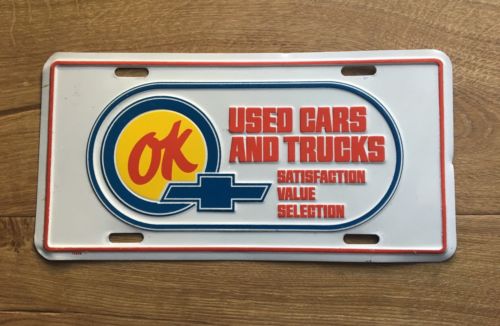 OK
USED CARS
AND TRUCKS
SATISFACTION
VALUE
SELECTION